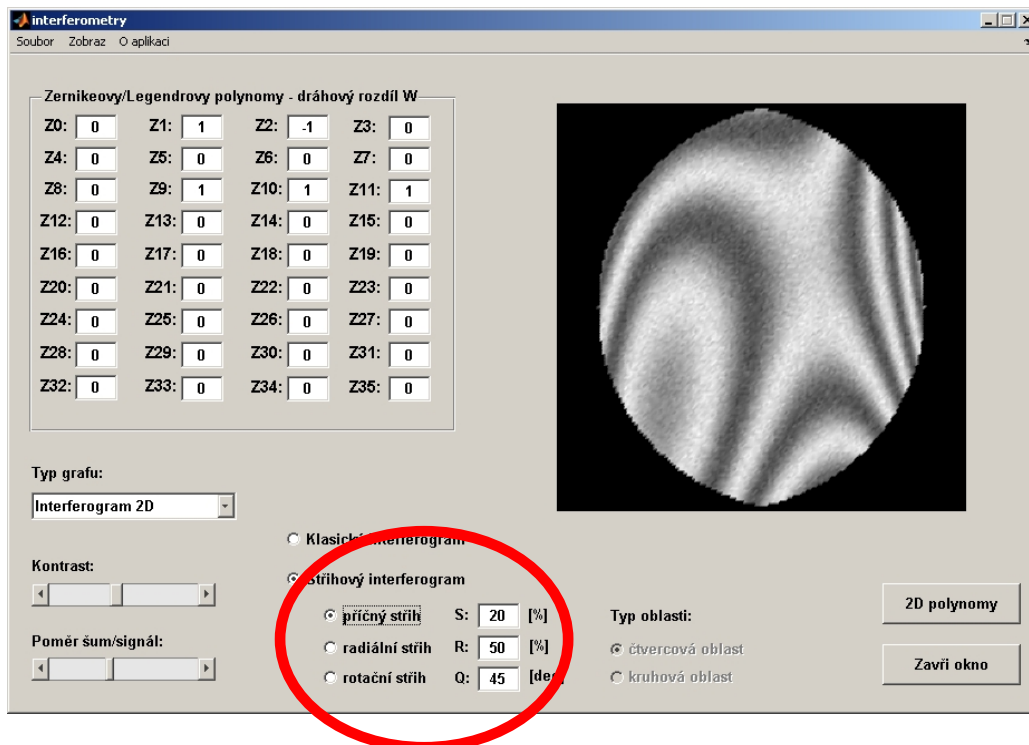 interferometry
Soubor Zobraz O aplikaci
Zernikeovy/Legendrovy polynomy - dráhový rozdíl W
Z0: 0 Z1: 1 Z2: -1 Z3: 0
Z4: 0 Z5: 0 Z6: 0 Z7: 0
Z8: 0 Z9: 1 Z10: 1 Z11: 1
Z12: 0 Z13: 0 Z14: 0 Z15: 0
Z16: 0 Z17: 0 Z18: 0 Z19: 0
Z20: 0 Z21: 0 Z22: 0 Z23: 0
Z24: 0 Z25: 0 Z26: 0 Z27: 0
Z28: 0 Z29: 0 Z30: 0 Z31: 0
Z32: 0 Z33: 0 Z34: 0 Z35: 0
Typ grafu:
Interferogram 2D
Klasický interferogram
Kontrast:
Střihový interferogram
příčný střih S: 20 [%]
radiální střih R: 50 [%]
rotační střih Q: 45 [deg]
Poměr šum/signál:
Typ oblasti:
čtvercová oblast
kruhová oblast
2D polynomy
Zavři okno